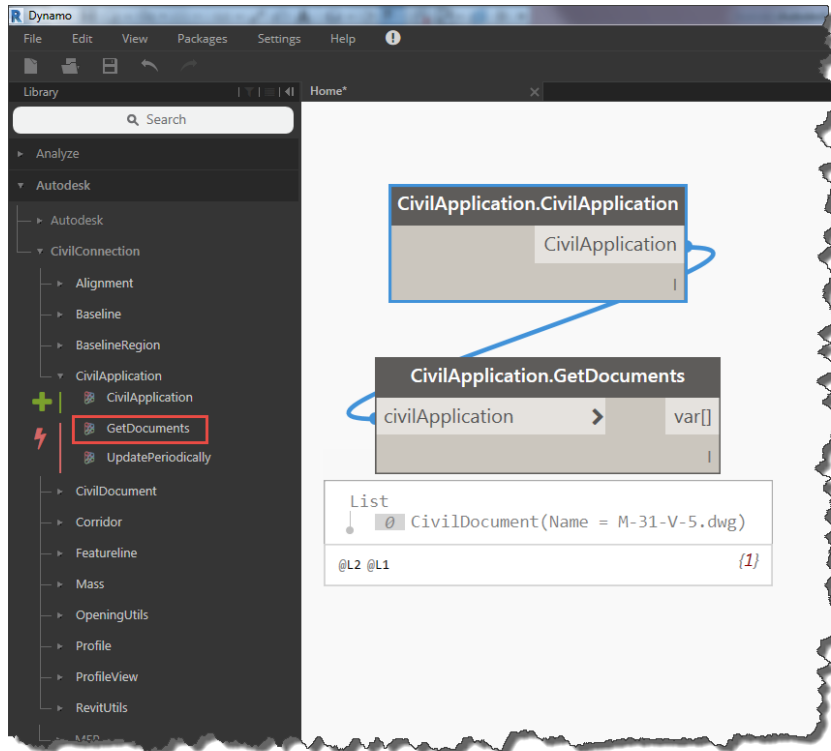 Dynamo
File Edit View Packages Settings Help
Library
Home*
Search
Analyze
Autodesk
Autodesk
CivilConnection
Alignment
Baseline
BaselineRegion
CivilApplication
CivilApplication
GetDocuments
UpdatePeriodically
CivilDocument
Corridor
Featureline
Mass
OpeningUtils
Profile
ProfileView
RevitUtils
CivilApplication.CivilApplication
CivilApplication
l
CivilApplication.GetDocuments
civilApplication > var[]
l
List
0 CivilDocument(Name = M-31-V-5.dwg)
@L2 @L1 {1}